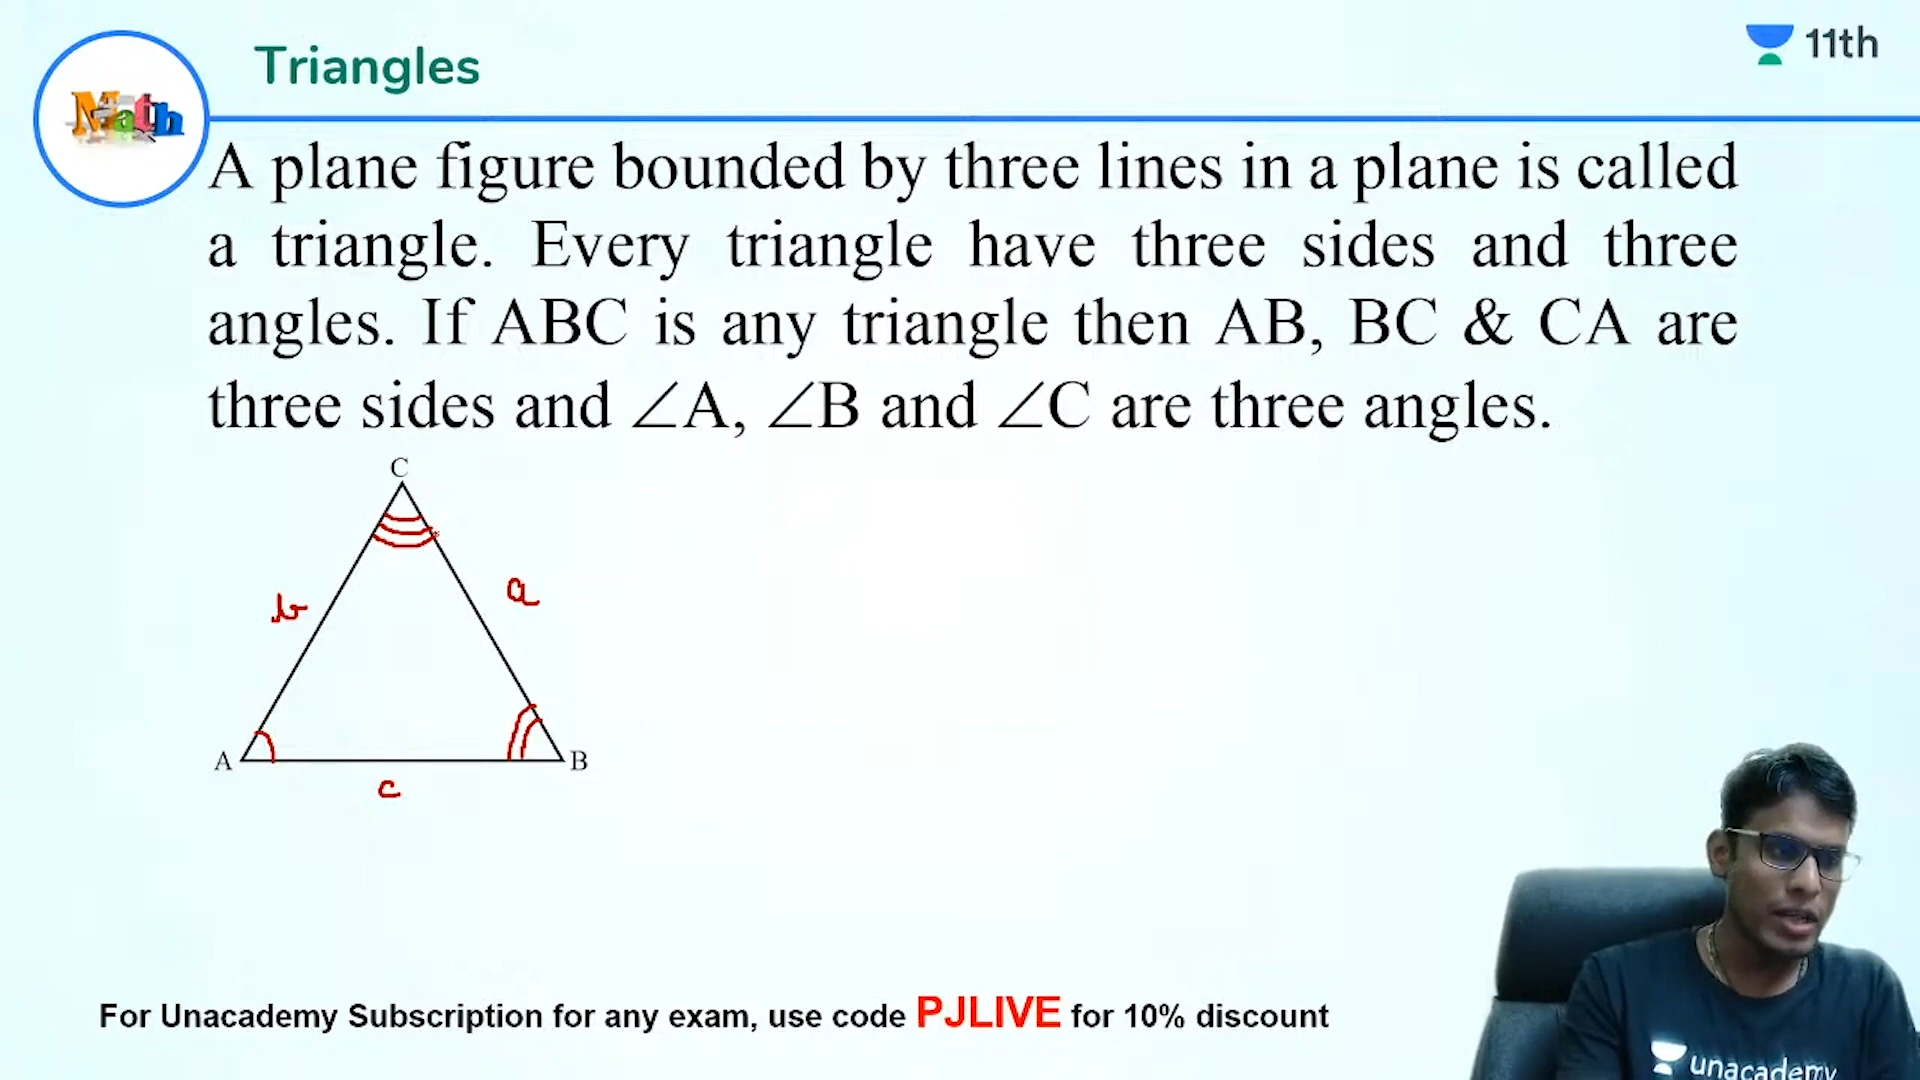 Math
Triangles
11th
A plane figure bounded by three lines in a plane is called
a triangle. Every triangle have three sides and three
angles. If ABC is any triangle then AB, BC & CA are
three sides and ∠A, ∠B and ∠C are three angles.
C
b
a
A
B
c
For Unacademy Subscription for any exam, use code PJLIVE for 10% discount
unacademy